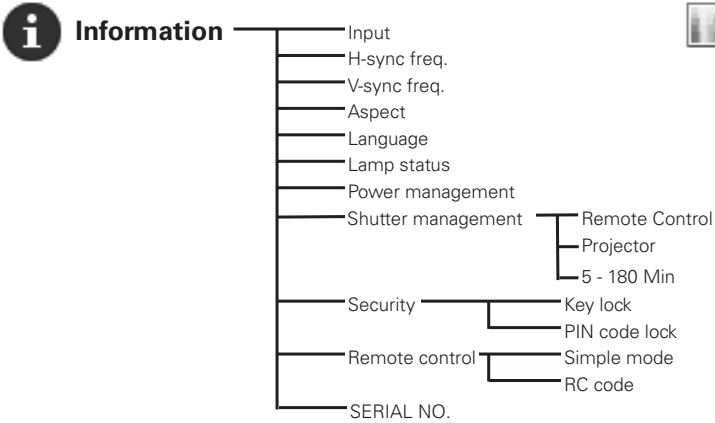 Information
Input
H-sync freq.
V-sync freq.
Aspect
Language
Lamp status
Power management
Shutter management
Remote Control
Projector
5 - 180 Min
Security
Key lock
PIN code lock
Remote control
Simple mode
RC code
SERIAL NO.